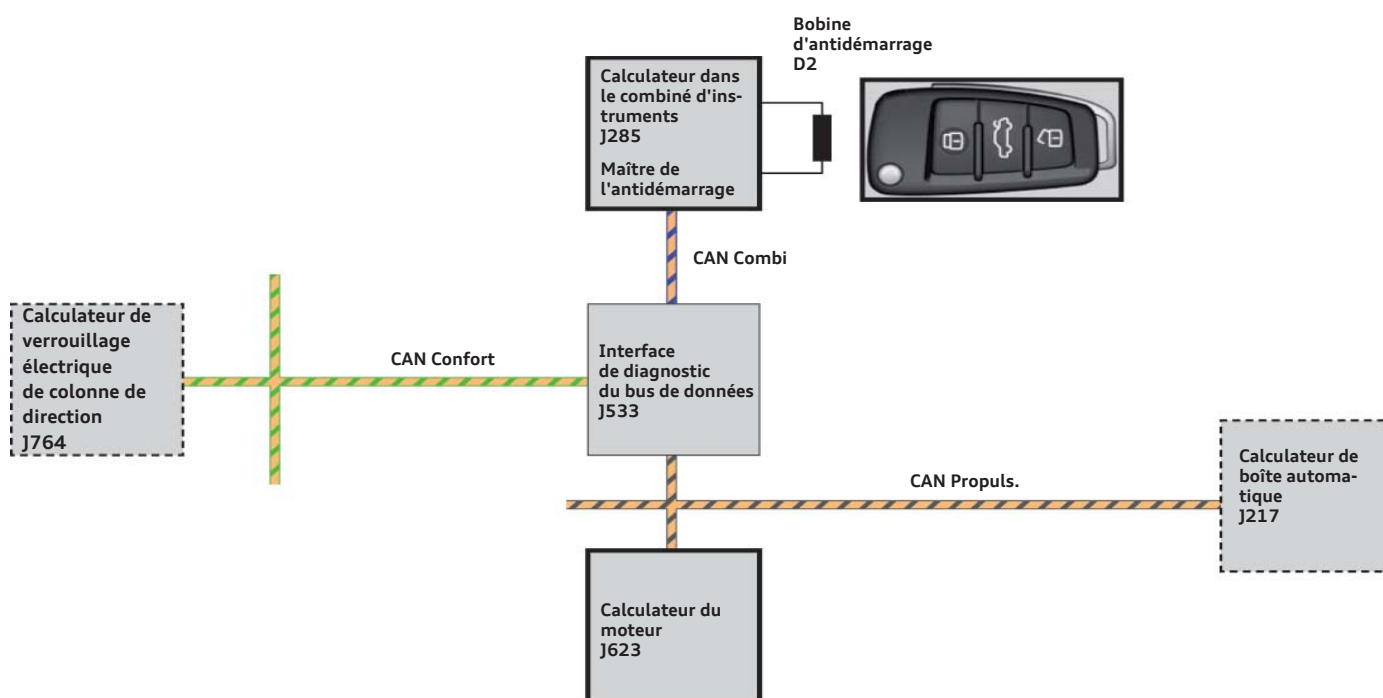 Bobine
d'antidémarrage
D2
Calculateur dans
le combiné d'ins-
truments
J285
Maître de
l'antidémarrage
CAN Combi
Calculateur de
verrouillage
électrique
de colonne de
direction
J764
CAN Confort
Interface
de diagnostic
du bus de données
J533
CAN Propuls.
Calculateur de
boîte automa-
tique
J217
Calculateur du
moteur
J623